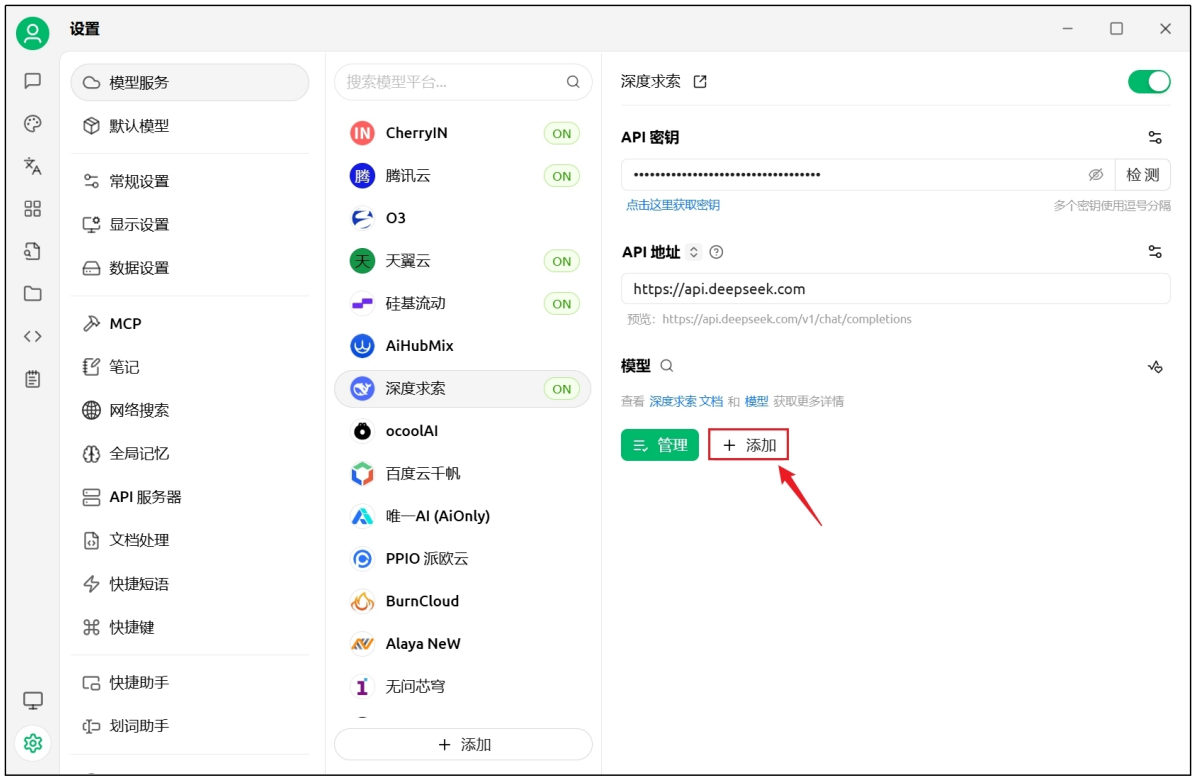 设置
模型服务
默认模型
常规设置
显示设置
数据设置
MCP
笔记
网络搜索
全局记忆
API 服务器
文档处理
快捷短语
快捷键
快捷助手
划词助手
搜索模型平台...
IN CherryIN ON
腾 腾讯云 ON
O3
天 天翼云 ON
硅基流动 ON
AiHubMix
深度求索 ON
ocoolAI
百度云千帆
唯一AI (AiOnly)
PPIO 派欧云
BurnCloud
Alaya NeW
无问芯穹
+ 添加
深度求索
API 密钥
••••••••••••••••••••••••••••••••••• 检测
点击这里获取密钥 多个密钥使用逗号分隔
API 地址
https://api.deepseek.com
预览: https://api.deepseek.com/v1/chat/completions
模型
查看 深度求索 文档 和 模型 获取更多详情
管理 + 添加